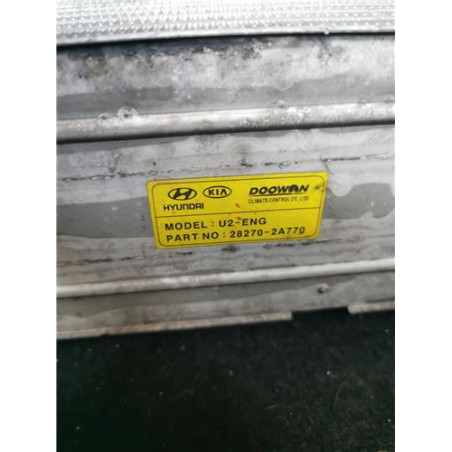 HYUNDAI KIA DOOWON
CLIMATE CONTROL CO., LTD
MODEL : U2-ENG
PART NO : 28270-2A770